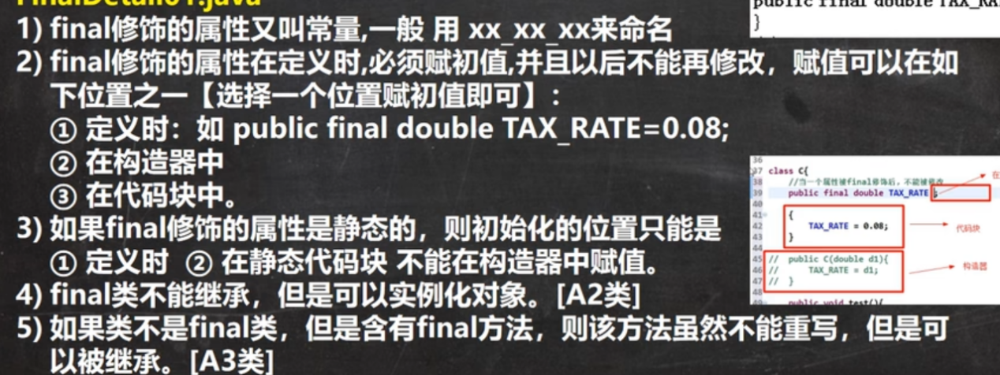 public final double TAX_RA
}
1) final修饰的属性又叫常量,一般 用 xx_xx_xx来命名
2) final修饰的属性在定义时,必须赋初值,并且以后不能再修改，赋值可以在如
下位置之一【选择一个位置赋初值即可】：
① 定义时：如 public final double TAX_RATE=0.08;
② 在构造器中
③ 在代码块中。
3) 如果final修饰的属性是静态的，则初始化的位置只能是
① 定义时 ② 在静态代码块 不能在构造器中赋值。
4) final类不能继承，但是可以实例化对象。[A2类]
5) 如果类不是final类，但是含有final方法，则该方法虽然不能重写，但是可
以被继承。[A3类]
36
37 class C{
38 //当一个属性被final修饰后，不能被修改
39 public final double TAX_RATE ;
在
40
41 {
42 TAX_RATE = 0.08;
代码块
43 }
44
45 // public C(double d1){
46 // TAX_RATE = d1;
构造器
47 // }
48
49 public void test(){